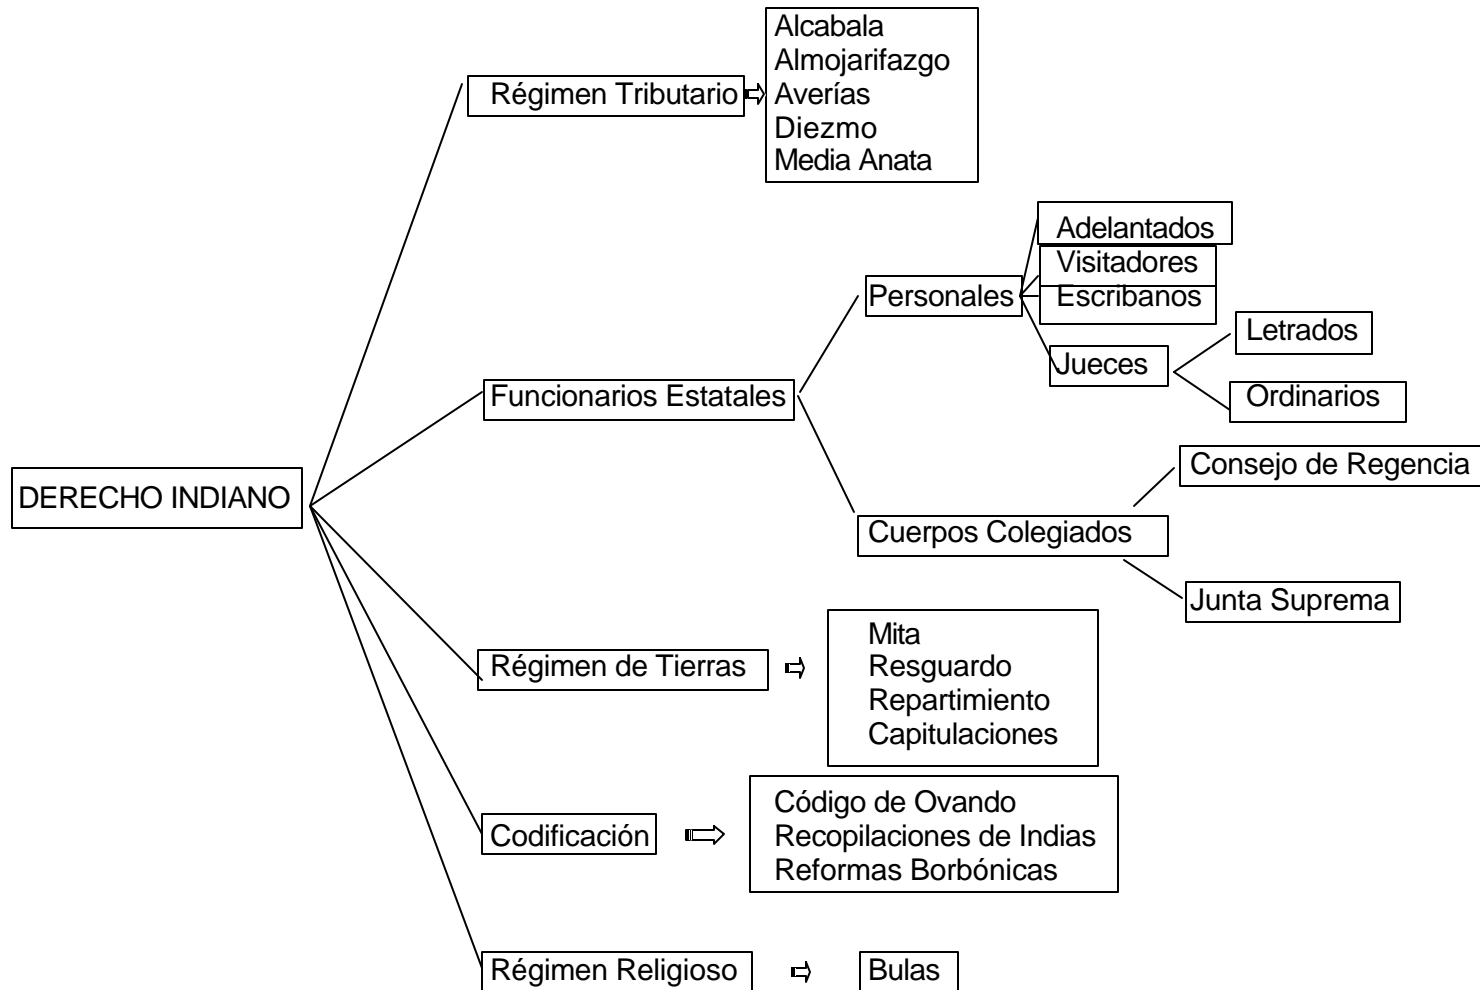 Alcabala
Almojarifazgo
Averías
Diezmo
Media Anata
Régimen Tributario
Adelantados
Visitadores
Escribanos
Personales
Jueces
Letrados
Ordinarios
Funcionarios Estatales
Consejo de Regencia
Cuerpos Colegiados
Junta Suprema
DERECHO INDIANO
Régimen de Tierras
Mita
Resguardo
Repartimiento
Capitulaciones
Codificación
Código de Ovando
Recopilaciones de Indias
Reformas Borbónicas
Régimen Religioso
Bulas